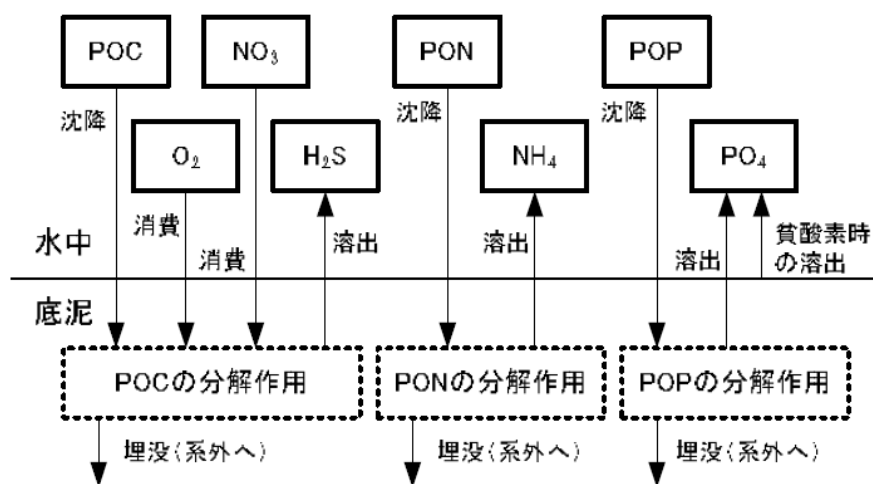 POC
NO₃
PON
POP
沈降
沈降
沈降
O₂
H₂S
NH₄
PO₄
消費
消費
溶出
溶出
溶出
貧酸素時
の溶出
水中
底泥
POCの分解作用
PONの分解作用
POPの分解作用
埋没(系外へ)
埋没(系外へ)
埋没(系外へ)